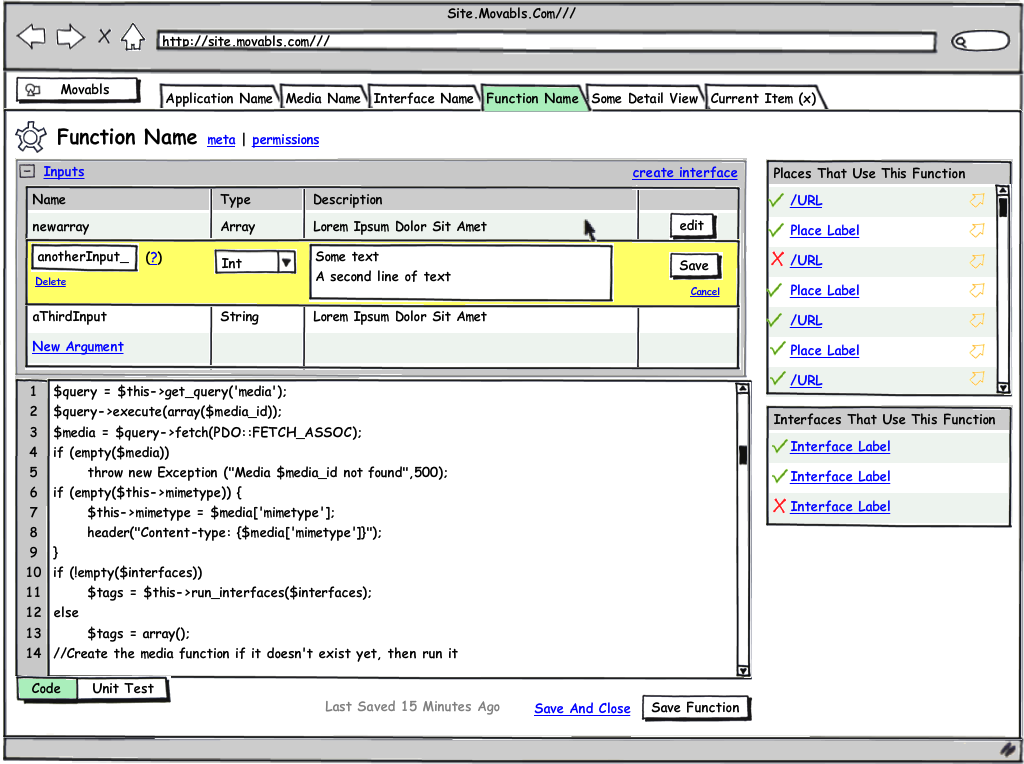 Site.Movabls.Com///
http://site.movabls.com///
Movabls
Application Name
Media Name
Interface Name
Function Name
Some Detail View
Current Item (x)
Function Name meta | permissions
Inputs create interface
Name Type Description
newarray Array Lorem Ipsum Dolor Sit Amet edit
anotherInput_ (?) Int Some text Save
A second line of text
Delete Cancel
aThirdInput String Lorem Ipsum Dolor Sit Amet
New Argument
1 $query = $this->get_query('media');
2 $query->execute(array($media_id));
3 $media = $query->fetch(PDO::FETCH_ASSOC);
4 if (empty($media))
5 throw new Exception ("Media $media_id not found",500);
6 if (empty($this->mimetype)) {
7 $this->mimetype = $media['mimetype'];
8 header("Content-type: {$media['mimetype']}");
9 }
10 if (!empty($interfaces))
11 $tags = $this->run_interfaces($interfaces);
12 else
13 $tags = array();
14 //Create the media function if it doesn't exist yet, then run it
Code Unit Test
Last Saved 15 Minutes Ago Save And Close Save Function
Places That Use This Function
/URL
Place Label
/URL
Place Label
/URL
Place Label
/URL
Interfaces That Use This Function
Interface Label
Interface Label
Interface Label